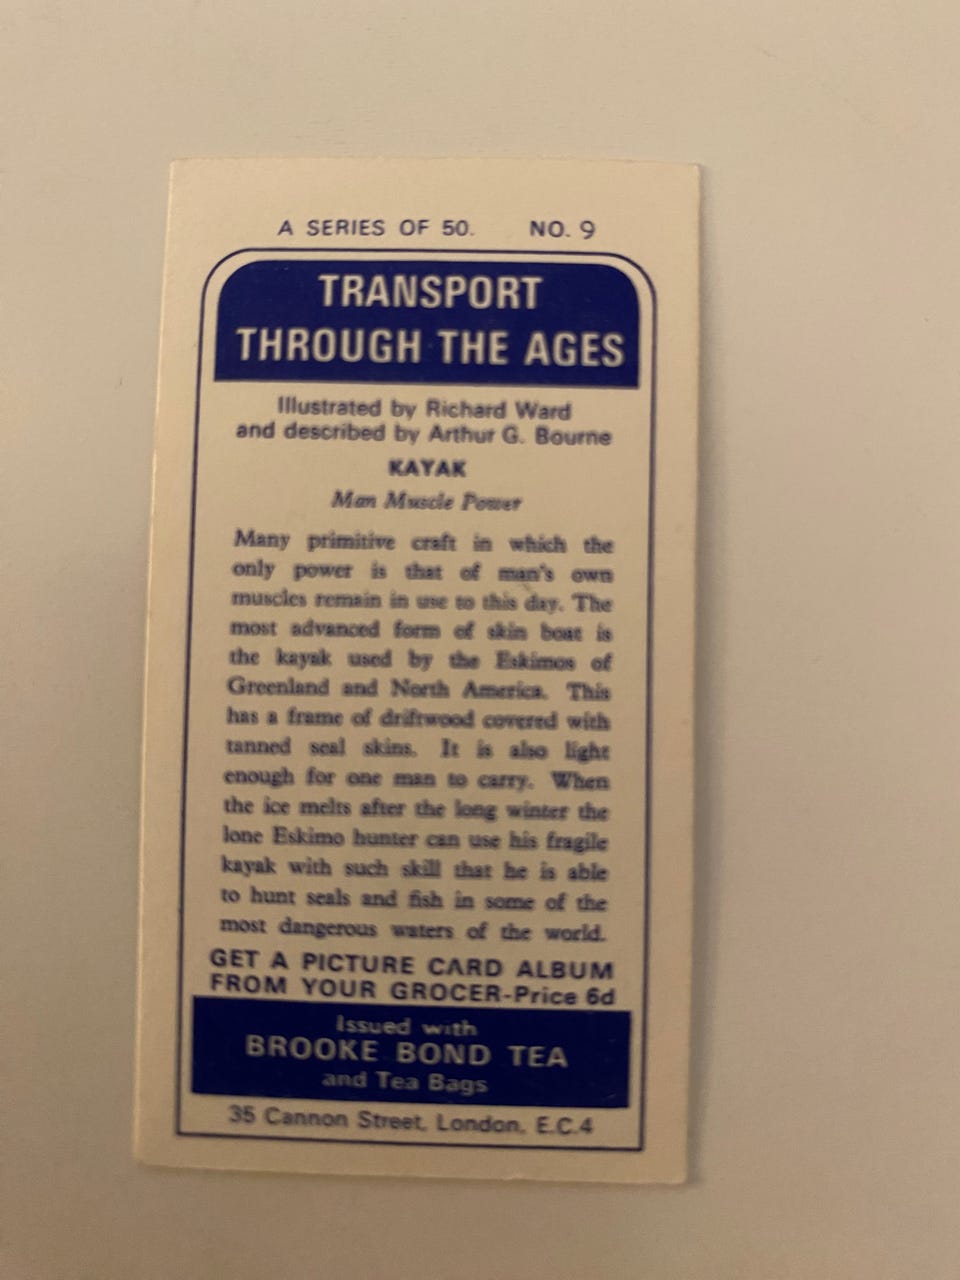 A SERIES OF 50. NO. 9
TRANSPORT
THROUGH THE AGES
Illustrated by Richard Ward
and described by Arthur G. Bourne
KAYAK
Man Muscle Power
Many primitive craft in which the
only power is that of man's own
muscles remain in use to this day. The
most advanced form of skin boat is
the kayak used by the Eskimos of
Greenland and North America. This
has a frame of driftwood covered with
tanned seal skins. It is also light
enough for one man to carry. When
the ice melts after the long winter the
lone Eskimo hunter can use his fragile
kayak with such skill that he is able
to hunt seals and fish in some of the
most dangerous waters of the world.
GET A PICTURE CARD ALBUM
FROM YOUR GROCER-Price 6d
Issued with
BROOKE BOND TEA
and Tea Bags
35 Cannon Street, London, E.C.4